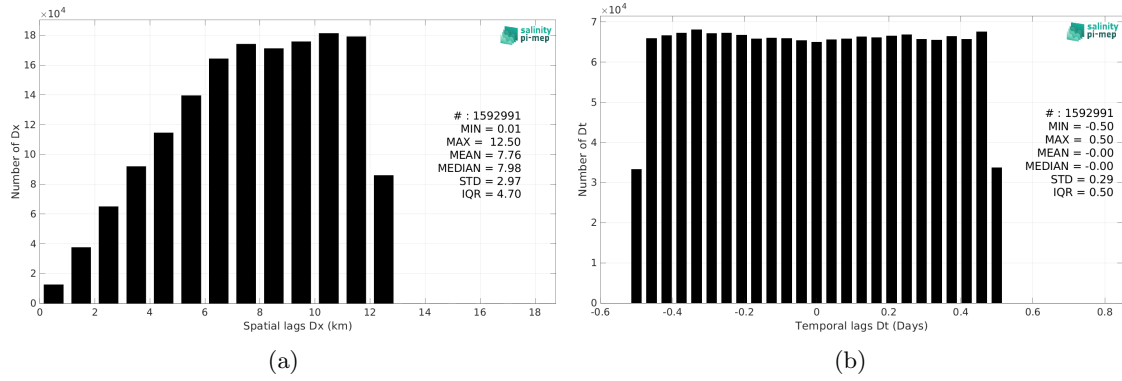 ×10⁴
18
16
14
12
10
8
6
4
2
0
Number of Dx
0 2 4 6 8 10 12 14 16 18
Spatial lags Dx (km)
salinity
pi-mep
# : 1592991
MIN = 0.01
MAX = 12.50
MEAN = 7.76
MEDIAN = 7.98
STD = 2.97
IQR = 4.70
(a)
×10⁴
7
6
5
4
3
2
1
0
Number of Dt
-0.6 -0.4 -0.2 0 0.2 0.4 0.6 0.8
Temporal lags Dt (Days)
salinity
pi-mep
# : 1592991
MIN = -0.50
MAX = 0.50
MEAN = -0.00
MEDIAN = -0.00
STD = 0.29
IQR = 0.50
(b)